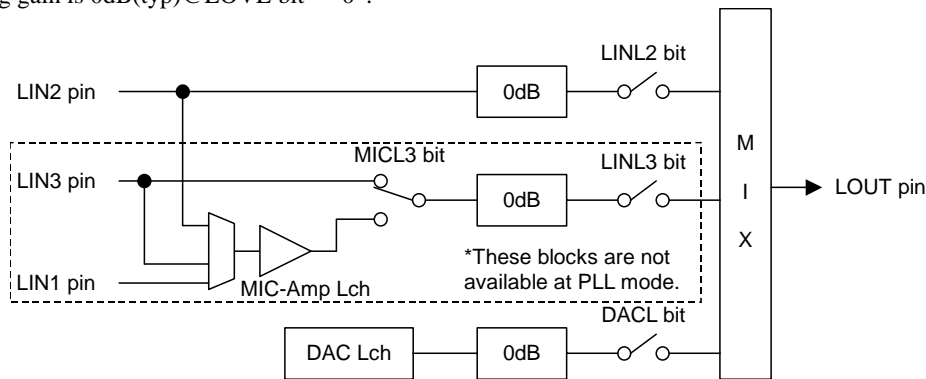 g gain is 0dB(typ)@LOVL bit = "0".
LINL2 bit
LIN2 pin
0dB
MICL3 bit
LINL3 bit
LIN3 pin
0dB
M
I
X
LOUT pin
LIN1 pin
MIC-Amp Lch
*These blocks are not
available at PLL mode.
DACL bit
DAC Lch
0dB